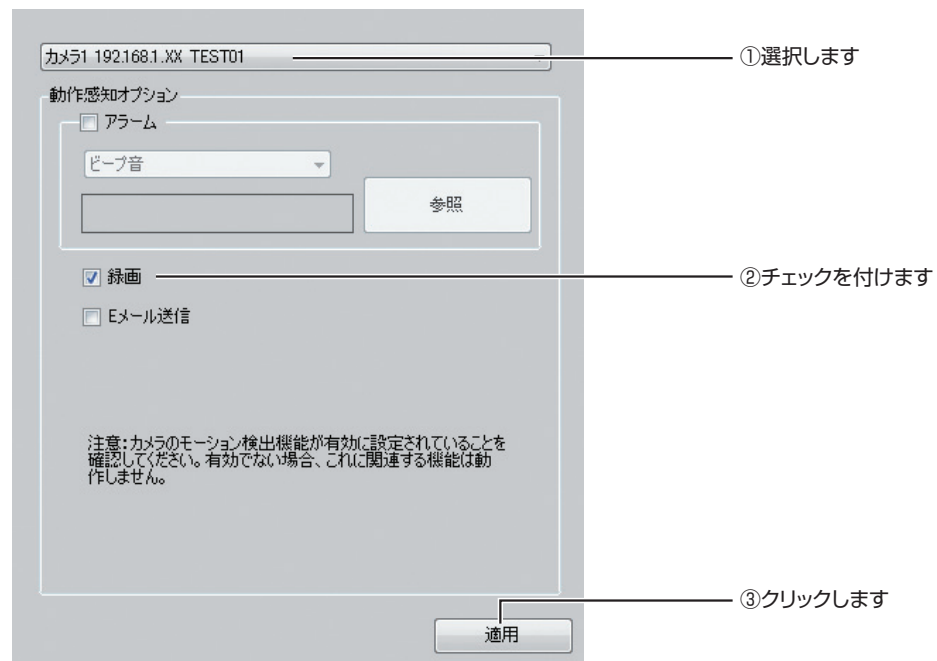 カメラ1 192.168.1.XX TEST01
①選択します
動作感知オプション
アラーム
ビープ音
参照
録画
②チェックを付けます
Eメール送信
注意:カメラのモーション検出機能が有効に設定されていることを
確認してください。有効でない場合、これに関連する機能は動
作しません。
③クリックします
適用